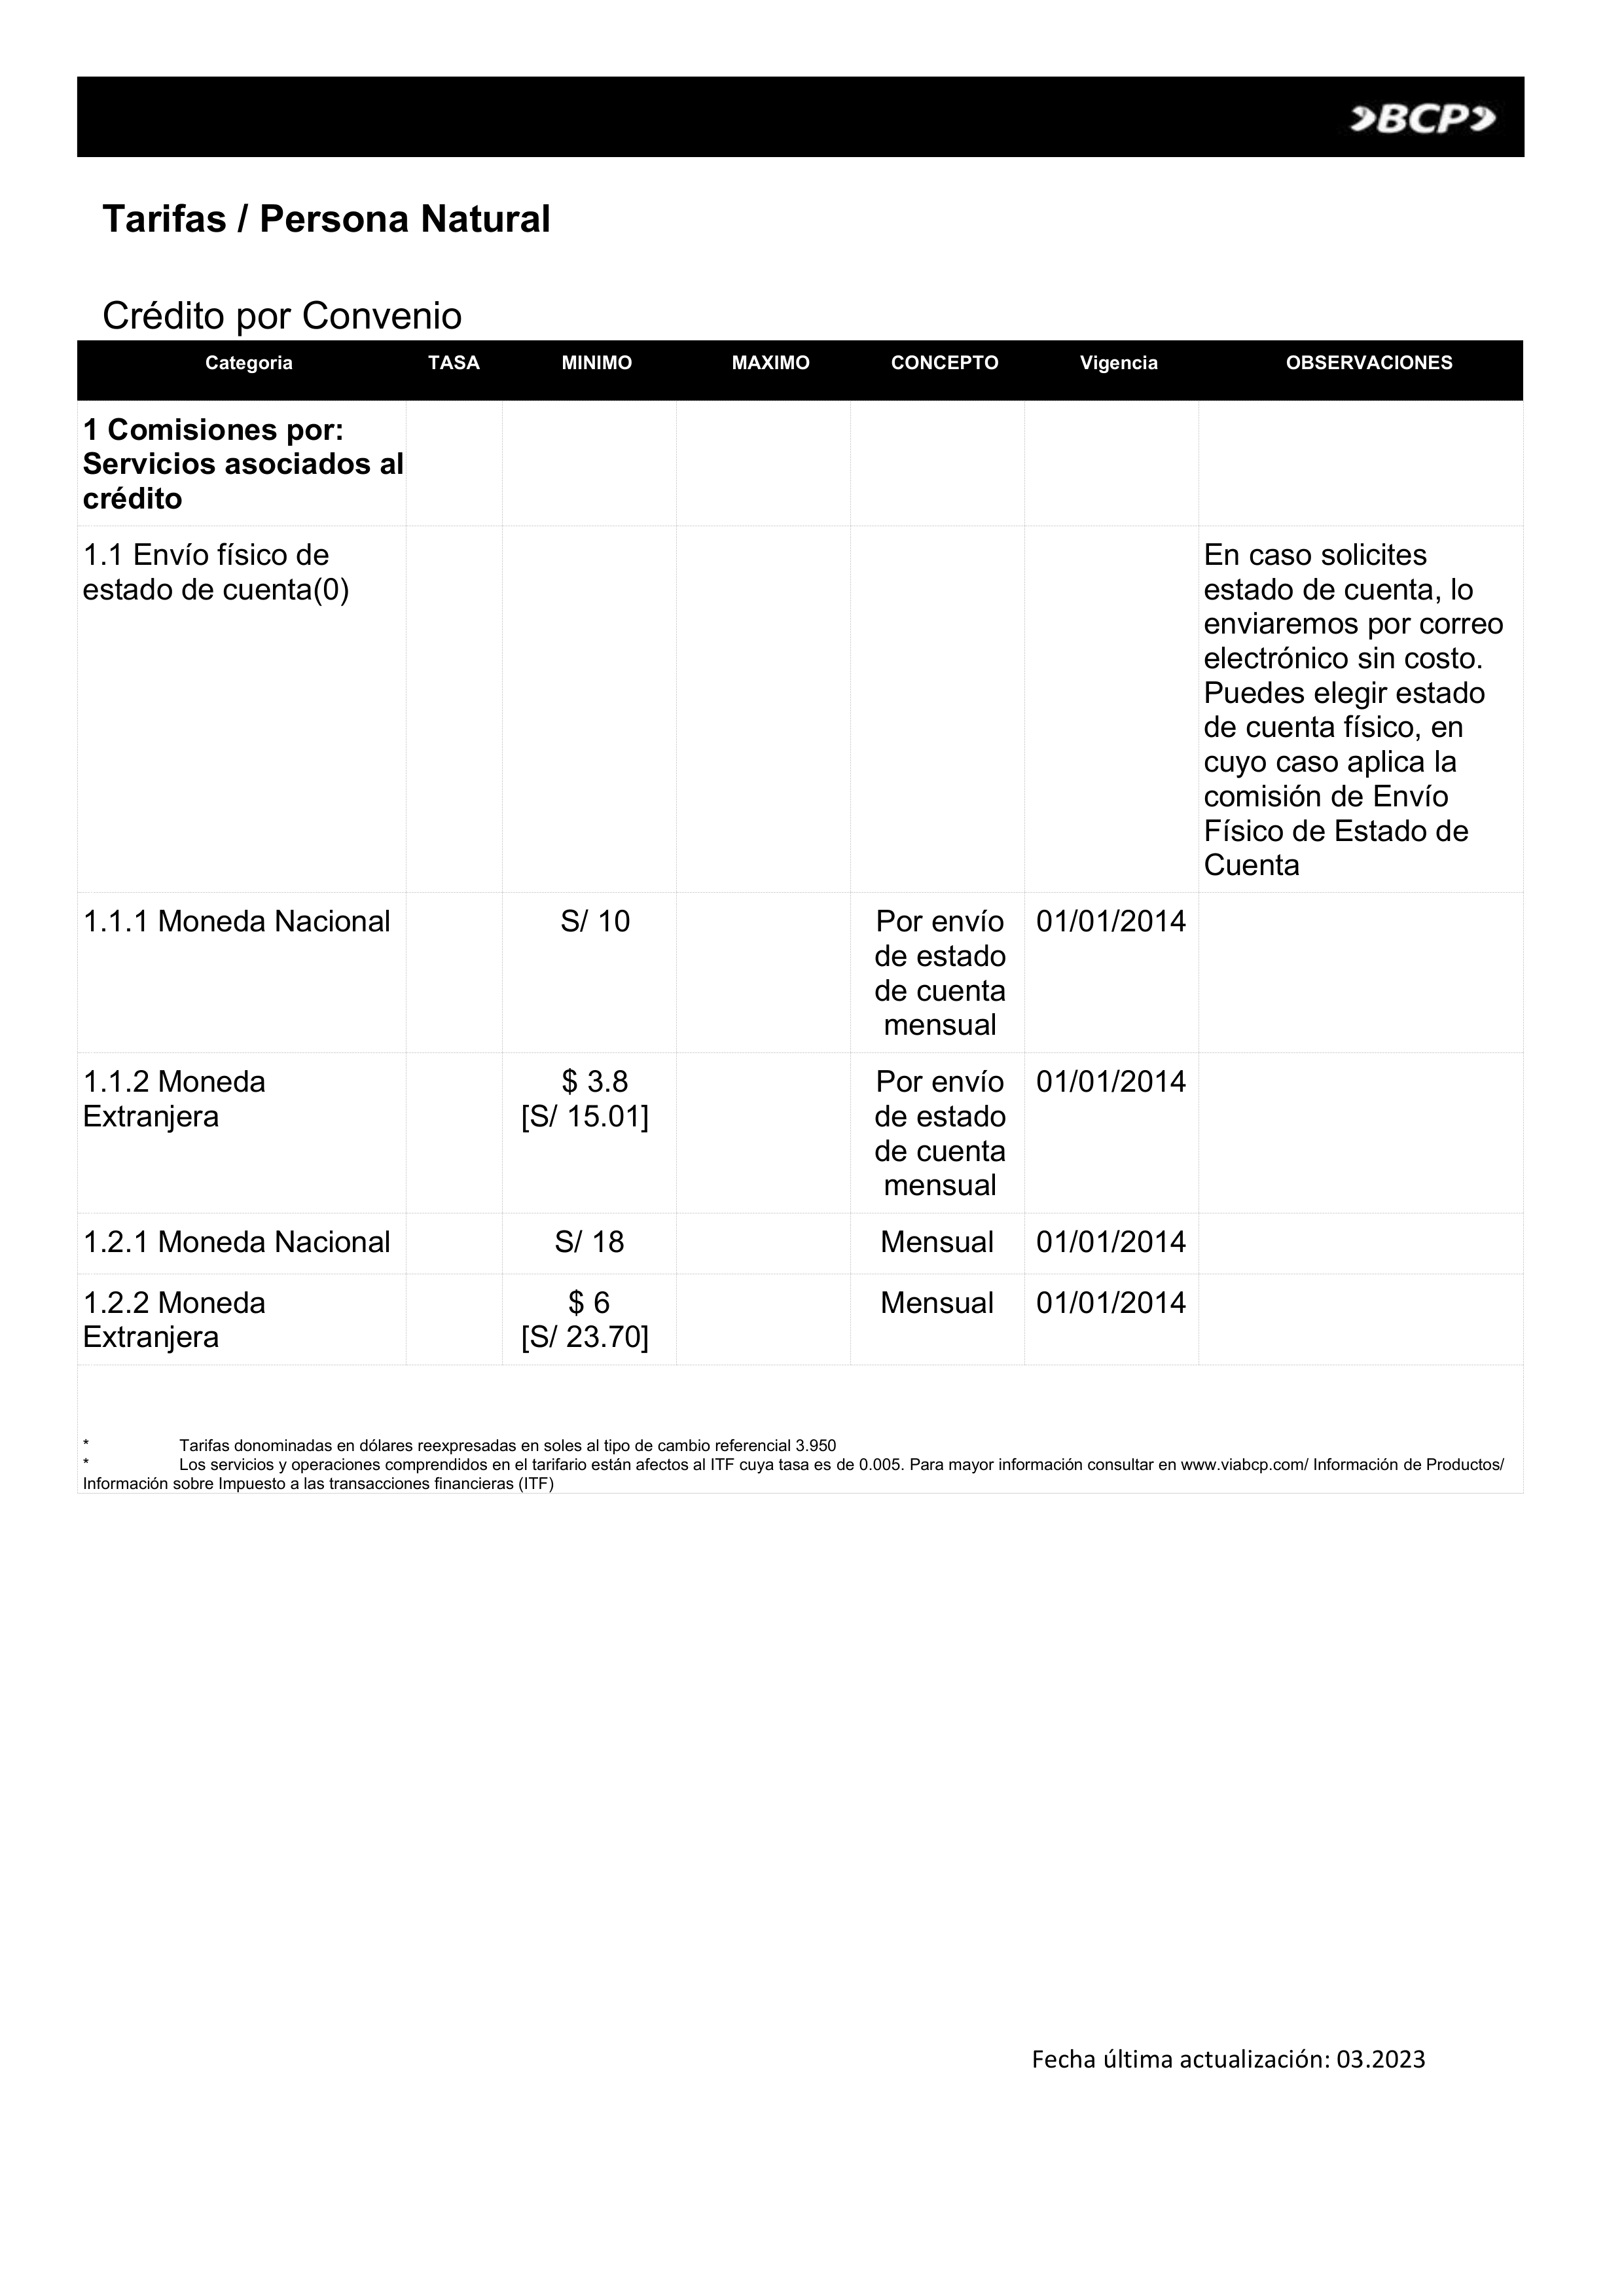 BCP
Tarifas / Persona Natural
Crédito por Convenio
Categoria TASA MINIMO MAXIMO CONCEPTO Vigencia OBSERVACIONES
1 Comisiones por:
Servicios asociados al
crédito
1.1 Envío físico de
estado de cuenta(0)
En caso solicites
estado de cuenta, lo
enviaremos por correo
electrónico sin costo.
Puedes elegir estado
de cuenta físico, en
cuyo caso aplica la
comisión de Envío
Físico de Estado de
Cuenta
1.1.1 Moneda Nacional S/ 10 Por envío 01/01/2014
de estado
de cuenta
mensual
1.1.2 Moneda $ 3.8 Por envío 01/01/2014
Extranjera [S/ 15.01] de estado
de cuenta
mensual
1.2.1 Moneda Nacional S/ 18 Mensual 01/01/2014
1.2.2 Moneda $ 6 Mensual 01/01/2014
Extranjera [S/ 23.70]
* Tarifas donominadas en dólares reexpresadas en soles al tipo de cambio referencial 3.950
* Los servicios y operaciones comprendidos en el tarifario están afectos al ITF cuya tasa es de 0.005. Para mayor información consultar en www.viabcp.com/ Información de Productos/
Información sobre Impuesto a las transacciones financieras (ITF)
Fecha última actualización: 03.2023